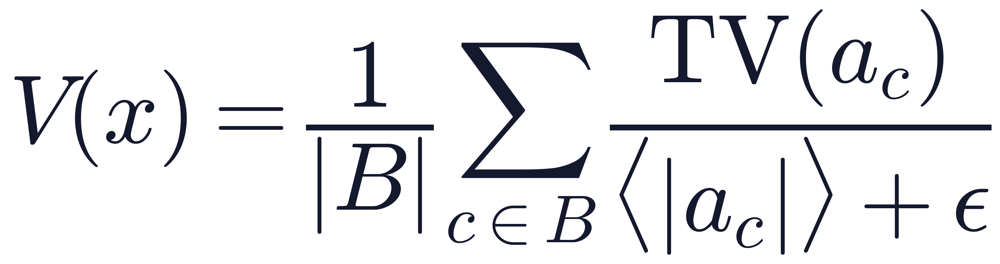 V(x) = \frac{1}{|B|} \sum_{c \in B} \frac{\mathrm{TV}(a_c)}{\langle |a_c| \rangle + \epsilon}